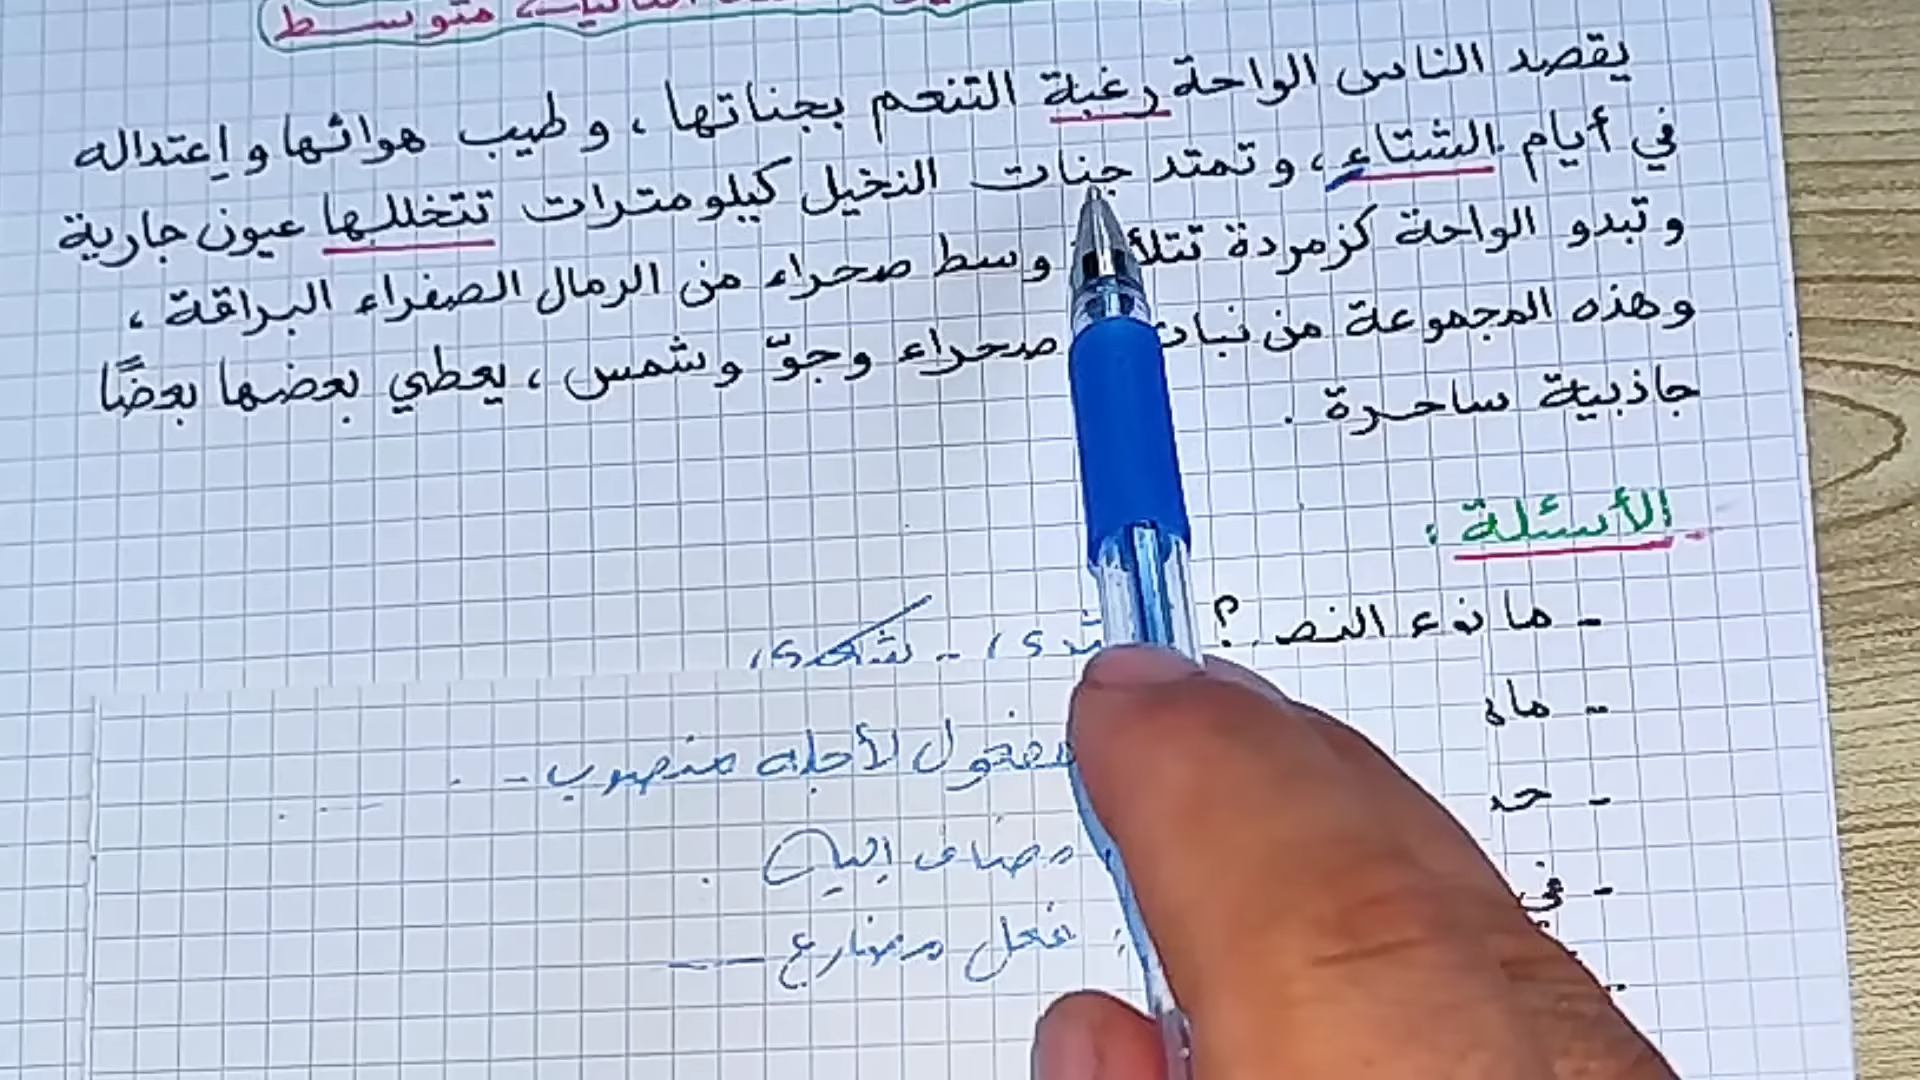 متوسط
يقصد الناس الواحة رغبة التنعم بجناتها، وطيب هوائها وإعتداله
في أيام الشتاء، وتمتد جنات النخيل كيلومترات تتخللها عيون جارية
وتبدو الواحة كزمردة وسط صحراء من الرمال الصفراء البراقة،
وهذه المجموعة من صحراء وجوّ وشمس، يعطي بعضها بعضًا
جاذبية ساحرة.
الأسئلة:
- ما نوع النص؟
مفعول لأجله منصوب -
مضاف إليه
: فعل مضارع